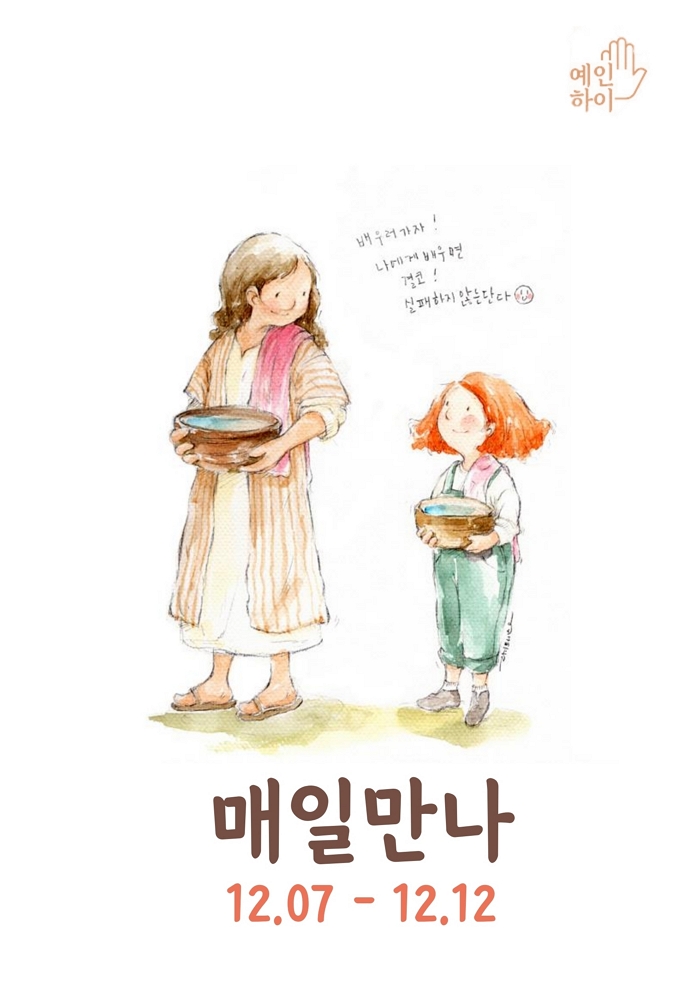 예인
하이
배우러 가자!
나에게 배우면
결코!
실패하지 않는단다
매일만나
12.07 - 12.12